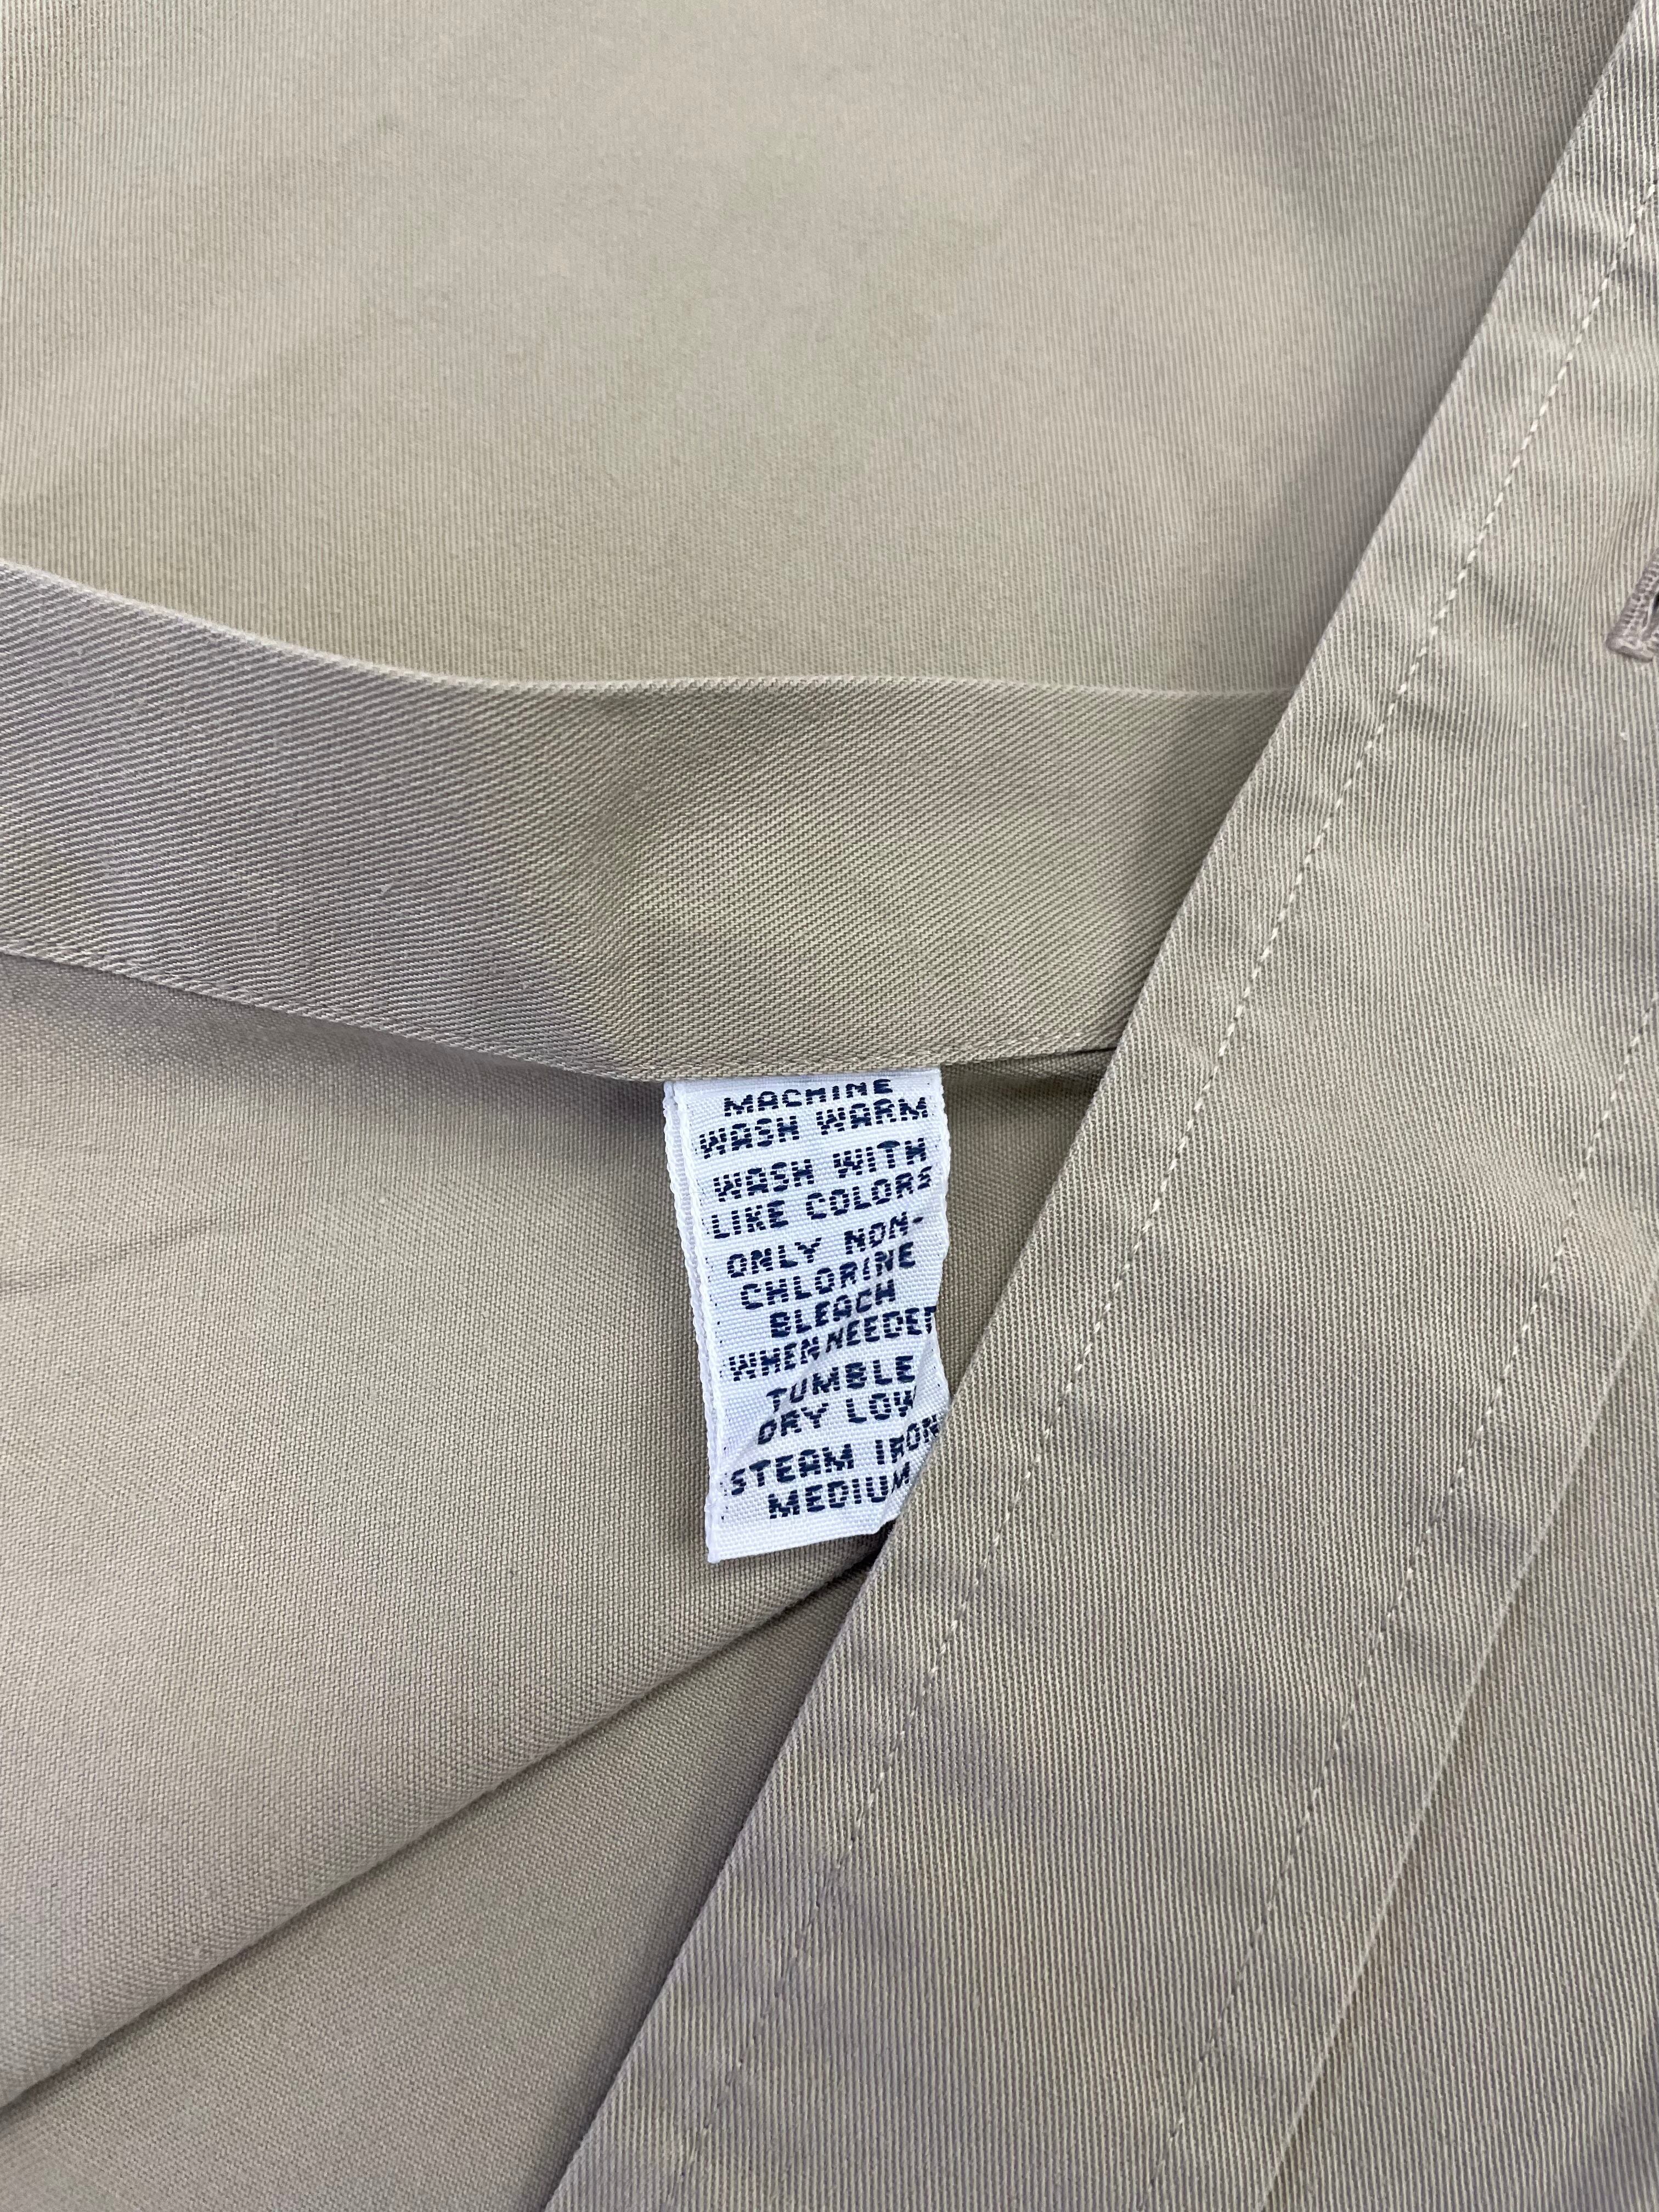 MACHINE
WASH WARM
WASH WITH
LIKE COLORS
ONLY NON-
CHLORINE
BLEACH
WHEN NEEDED
TUMBLE
DRY LOW
STEAM IRON
MEDIUM